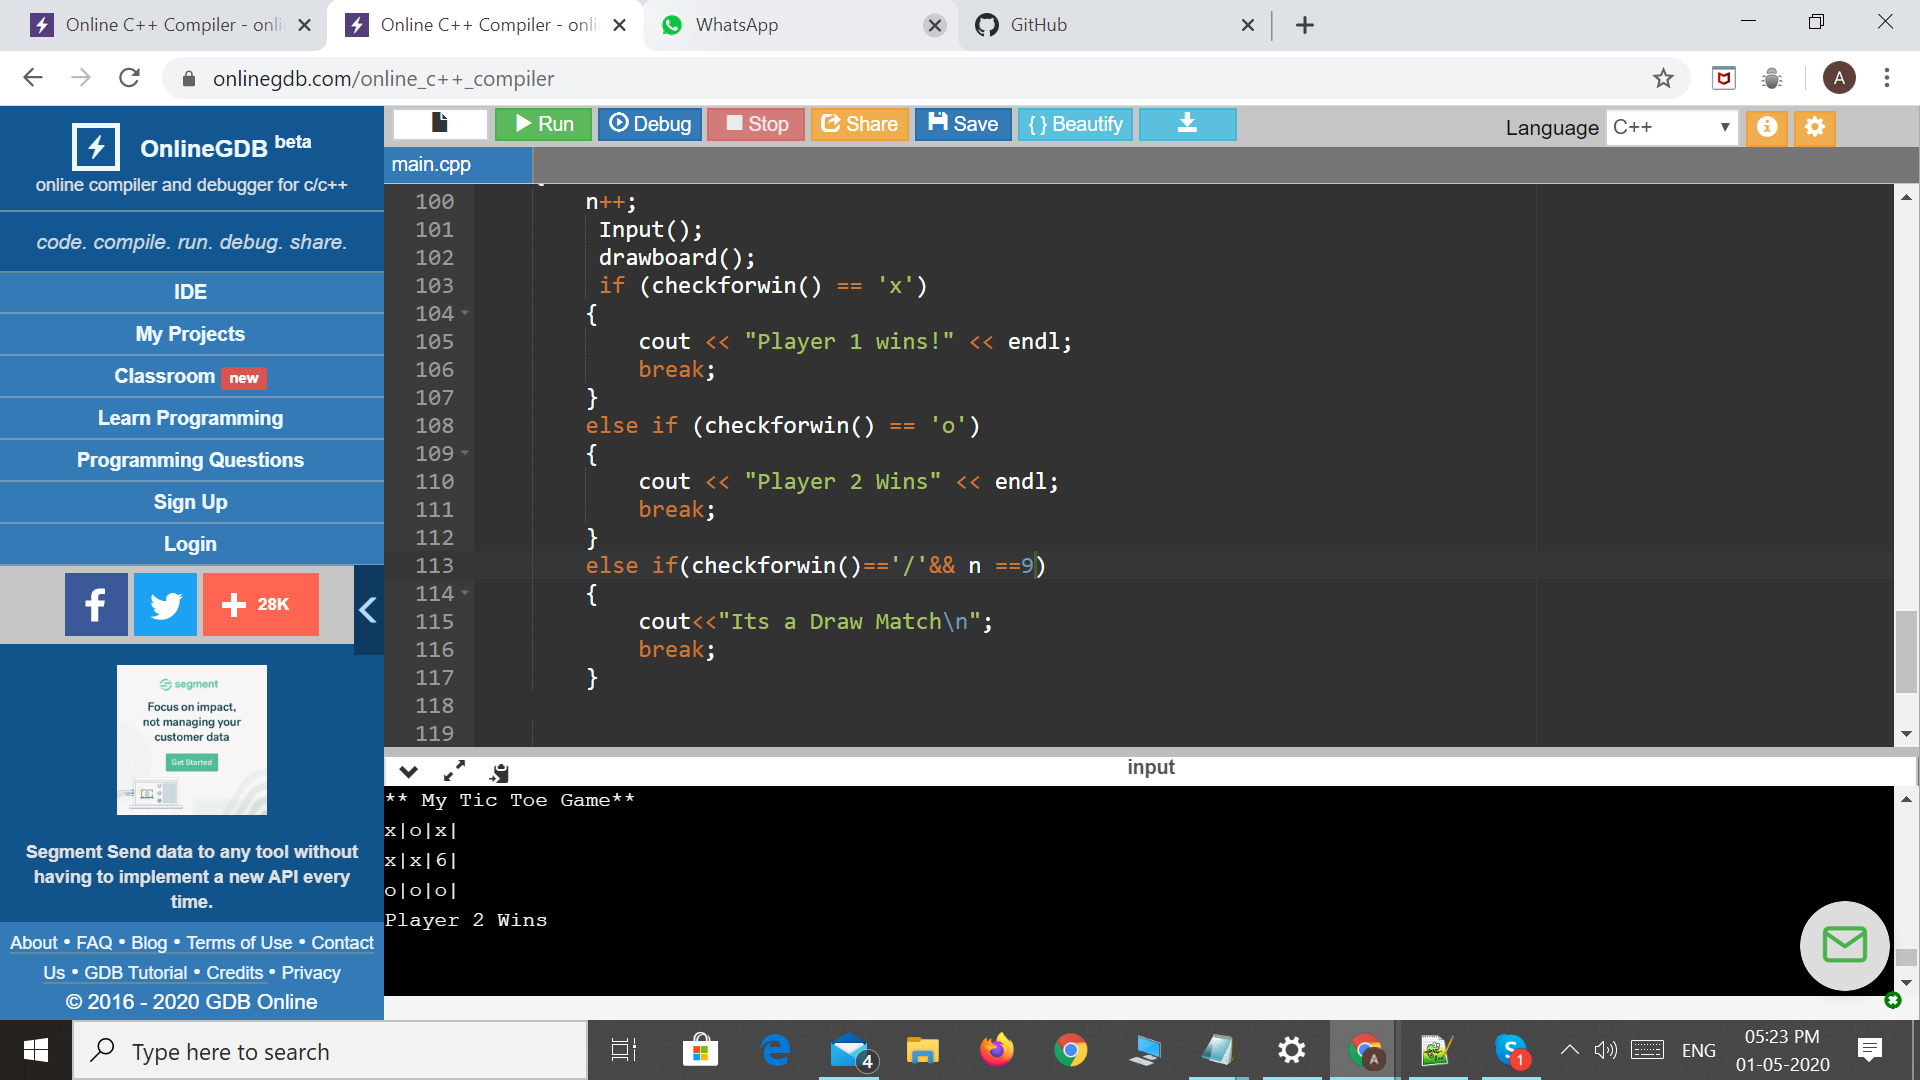 Online C++ Compiler - onli
Online C++ Compiler - onli
WhatsApp
GitHub
onlinegdb.com/online_c++_compiler
A
OnlineGDB beta
online compiler and debugger for c/c++
code. compile. run. debug. share.
IDE
My Projects
Classroom new
Learn Programming
Programming Questions
Sign Up
Login
f
+ 28K
segment
Focus on impact,
not managing your
customer data
Get Started
Segment Send data to any tool without
having to implement a new API every
time.
About • FAQ • Blog • Terms of Use • Contact
Us • GDB Tutorial • Credits • Privacy
© 2016 - 2020 GDB Online
Run Debug Stop Share Save { } Beautify
Language C++
main.cpp
100 n++;
101 Input();
102 drawboard();
103 if (checkforwin() == 'x')
104 {
105 cout << "Player 1 wins!" << endl;
106 break;
107 }
108 else if (checkforwin() == 'o')
109 {
110 cout << "Player 2 Wins" << endl;
111 break;
112 }
113 else if(checkforwin()=='/'&& n ==9)
114 {
115 cout<<"Its a Draw Match\n";
116 break;
117 }
118
119
input
** My Tic Toe Game**
x|o|x|
x|x|6|
o|o|o|
Player 2 Wins
Type here to search
4
A
1
ENG
05:23 PM
01-05-2020